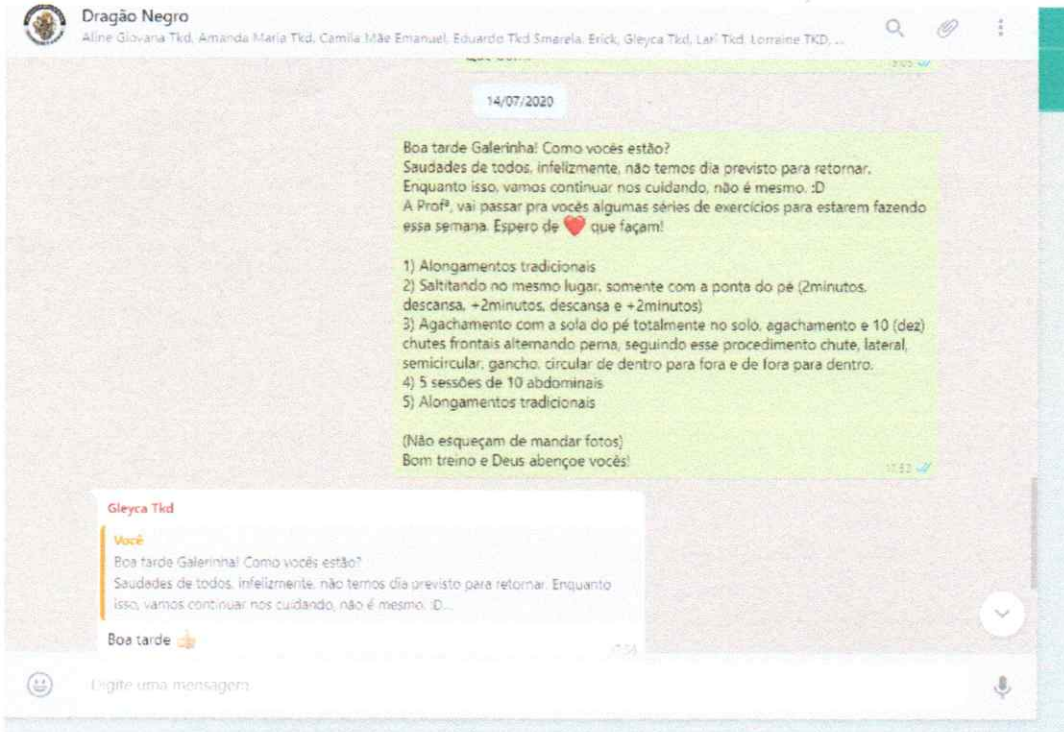 Dragão Negro
Aline Giovana Tkd, Amanda Maria Tkd, Camila Mãe Emanuel, Eduardo Tkd Smarela, Erick, Gleyca Tkd, Lari Tkd, Lorraine TKD, ...
14/07/2020
Boa tarde Galerinha! Como vocês estão?
Saudades de todos, infelizmente, não temos dia previsto para retornar.
Enquanto isso, vamos continuar nos cuidando, não é mesmo. :D
A Profª, vai passar pra vocês algumas séries de exercícios para estarem fazendo
essa semana. Espero de ❤️ que façam!
1) Alongamentos tradicionais
2) Saltitando no mesmo lugar, somente com a ponta do pé (2minutos,
descansa, +2minutos, descansa e +2minutos)
3) Agachamento com a sola do pé totalmente no solo, agachamento e 10 (dez)
chutes frontais alternando perna, seguindo esse procedimento chute, lateral,
semicircular, gancho, circular de dentro para fora e de fora para dentro.
4) 5 sessões de 10 abdominais
5) Alongamentos tradicionais
(Não esqueçam de mandar fotos)
Bom treino e Deus abençoe vocês!
Gleyca Tkd
Você
Boa tarde Galerinha! Como vocês estão?
Saudades de todos, infelizmente, não temos dia previsto para retornar. Enquanto
isso, vamos continuar nos cuidando, não é mesmo. :D...
Boa tarde 👍🏻
Digite uma mensagem